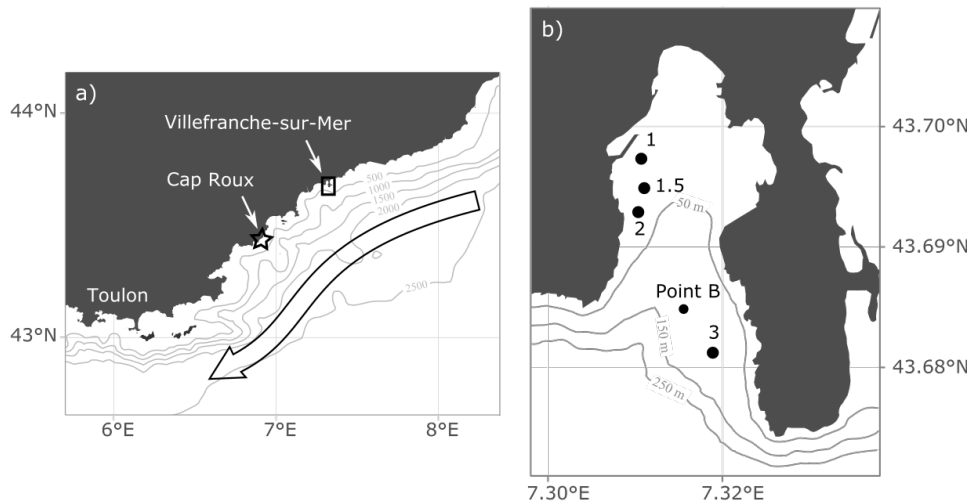 a)
44°N
43°N
Villefranche-sur-Mer
Cap Roux
Toulon
500
1000
1500
2000
2500
6°E
7°E
8°E
b)
1
1.5
2
50 m
Point B
3
150 m
250 m
43.70°N
43.69°N
43.68°N
7.30°E
7.32°E